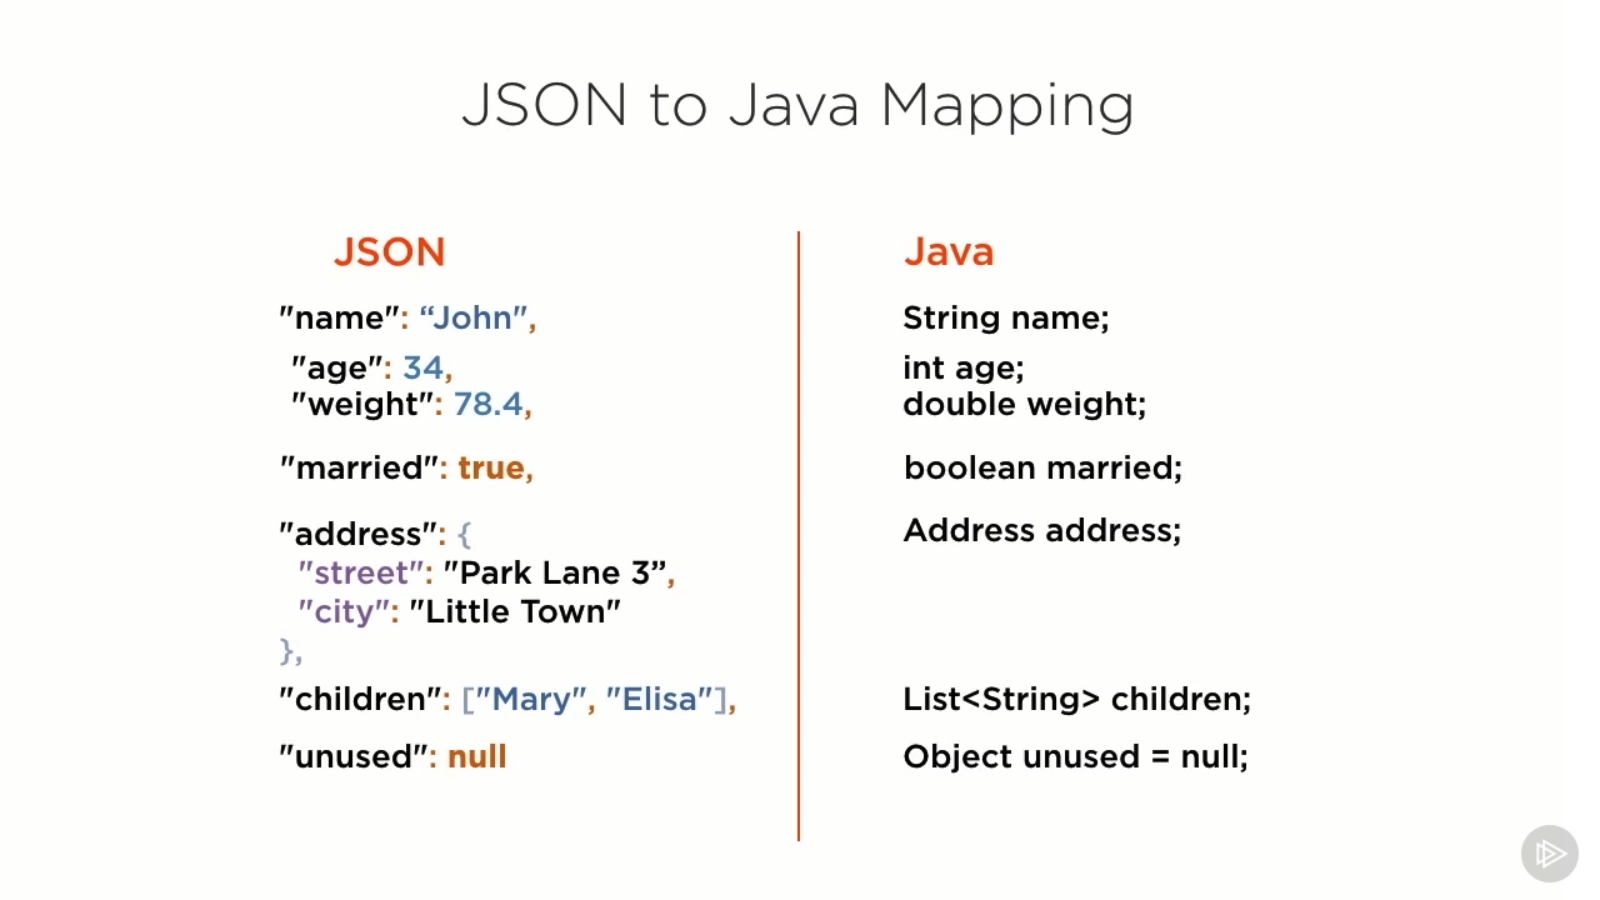 JSON to Java Mapping
JSON
"name": “John",
"age": 34,
"weight": 78.4,
"married": true,
"address": {
"street": "Park Lane 3”,
"city": "Little Town"
},
"children": ["Mary", "Elisa"],
"unused": null
Java
String name;
int age;
double weight;
boolean married;
Address address;
List<String> children;
Object unused = null;